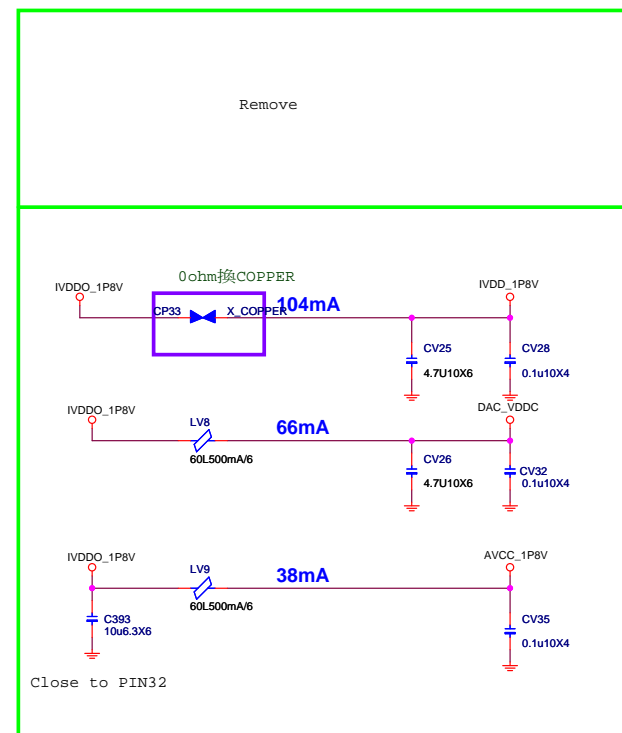 Remove
0ohm換COPPER
IVDDO_1P8V
IVDD_1P8V
CP33
X_COPPER
104mA
CV25
4.7U10X6
CV28
0.1u10X4
IVDDO_1P8V
DAC_VDDC
LV8
66mA
60L500mA/6
CV26
4.7U10X6
CV32
0.1u10X4
IVDDO_1P8V
AVCC_1P8V
LV9
38mA
60L500mA/6
C393
10u6.3X6
CV35
0.1u10X4
Close to PIN32